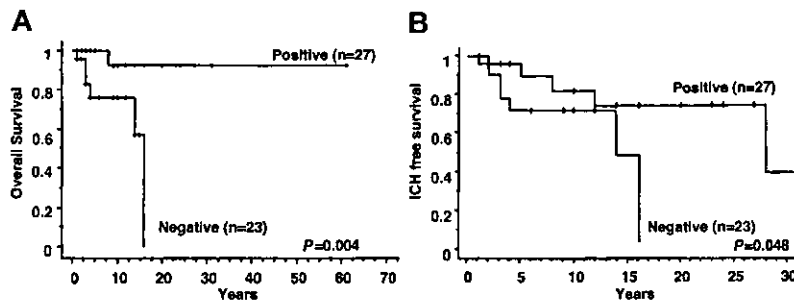 A
Overall Survival
1
0.8
0.6
0.4
0.2
0
Positive (n=27)
Negative (n=23)
P=0.004
0 10 20 30 40 50 60 70
Years
B
ICH free survival
1
0.8
0.6
0.4
0.2
0
Positive (n=27)
Negative (n=23)
P=0.048
0 5 10 15 20 25 30
Years